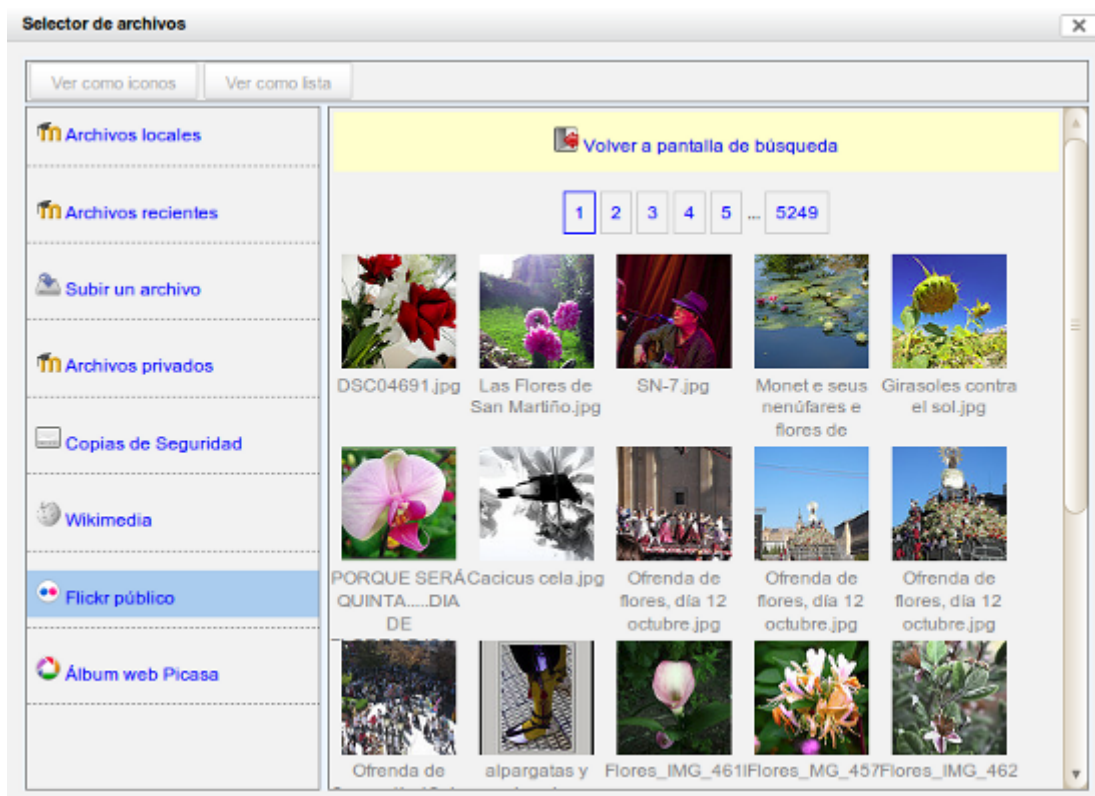 Selector de archivos
Ver como iconos Ver como lista
Archivos locales
Archivos recientes
Subir un archivo
Archivos privados
Copias de Seguridad
Wikimedia
Flickr público
Álbum web Picasa
Volver a pantalla de búsqueda
1 2 3 4 5 ... 5249
DSC04691.jpg
Las Flores de
San Martiño.jpg
SN-7.jpg
Monet e seus
nenúfares e
flores de
Girasoles contra
el sol.jpg
PORQUE SERÁ
QUINTA.....DIA
DE
Cacicus cela.jpg
Ofrenda de
flores, día 12
octubre.jpg
Ofrenda de
flores, día 12
octubre.jpg
Ofrenda de
flores, día 12
octubre.jpg
Ofrenda de
alpargatas y
Flores_IMG_461
Flores_MG_457
Flores_IMG_462